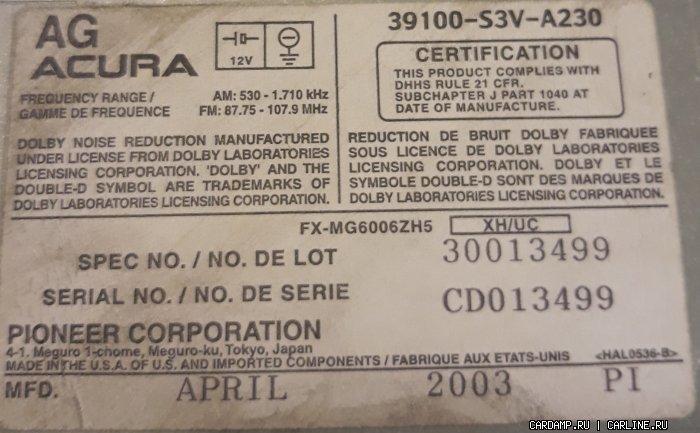 AG
ACURA
12V
FREQUENCY RANGE / AM: 530 - 1.710 kHz
GAMME DE FREQUENCE FM: 87.75 - 107.9 MHz
39100-S3V-A230
CERTIFICATION
THIS PRODUCT COMPLIES WITH
DHHS RULE 21 CFR.
SUBCHAPTER J PART 1040 AT
DATE OF MANUFACTURE.
DOLBY NOISE REDUCTION MANUFACTURED
UNDER LICENSE FROM DOLBY LABORATORIES
LICENSING CORPORATION. 'DOLBY' AND THE
DOUBLE-D SYMBOL ARE TRADEMARKS OF
DOLBY LABORATORIES LICENSING CORPORATION.
REDUCTION DE BRUIT DOLBY FABRIQUEE
SOUS LICENCE DE DOLBY LABORATORIES
LICENSING CORPORATION. DOLBY ET LE
SYMBOLE DOUBLE-D SONT DES MARQUES DE
DOLBY LABORATORIES LICENSING CORPORATION.
FX-MG6006ZH5 XH/UC
SPEC NO. / NO. DE LOT 30013499
SERIAL NO. / NO. DE SERIE CD013499
PIONEER CORPORATION
4-1. Meguro 1-chome, Meguro-ku, Tokyo, Japan
MADE IN THE U.S.A. OF U.S. AND IMPORTED COMPONENTS / FABRIQUE AUX ETATS-UNIS <HAL0536-B>
MFD. APRIL 2003 PI
CARDAMP.RU | CARLINE.RU